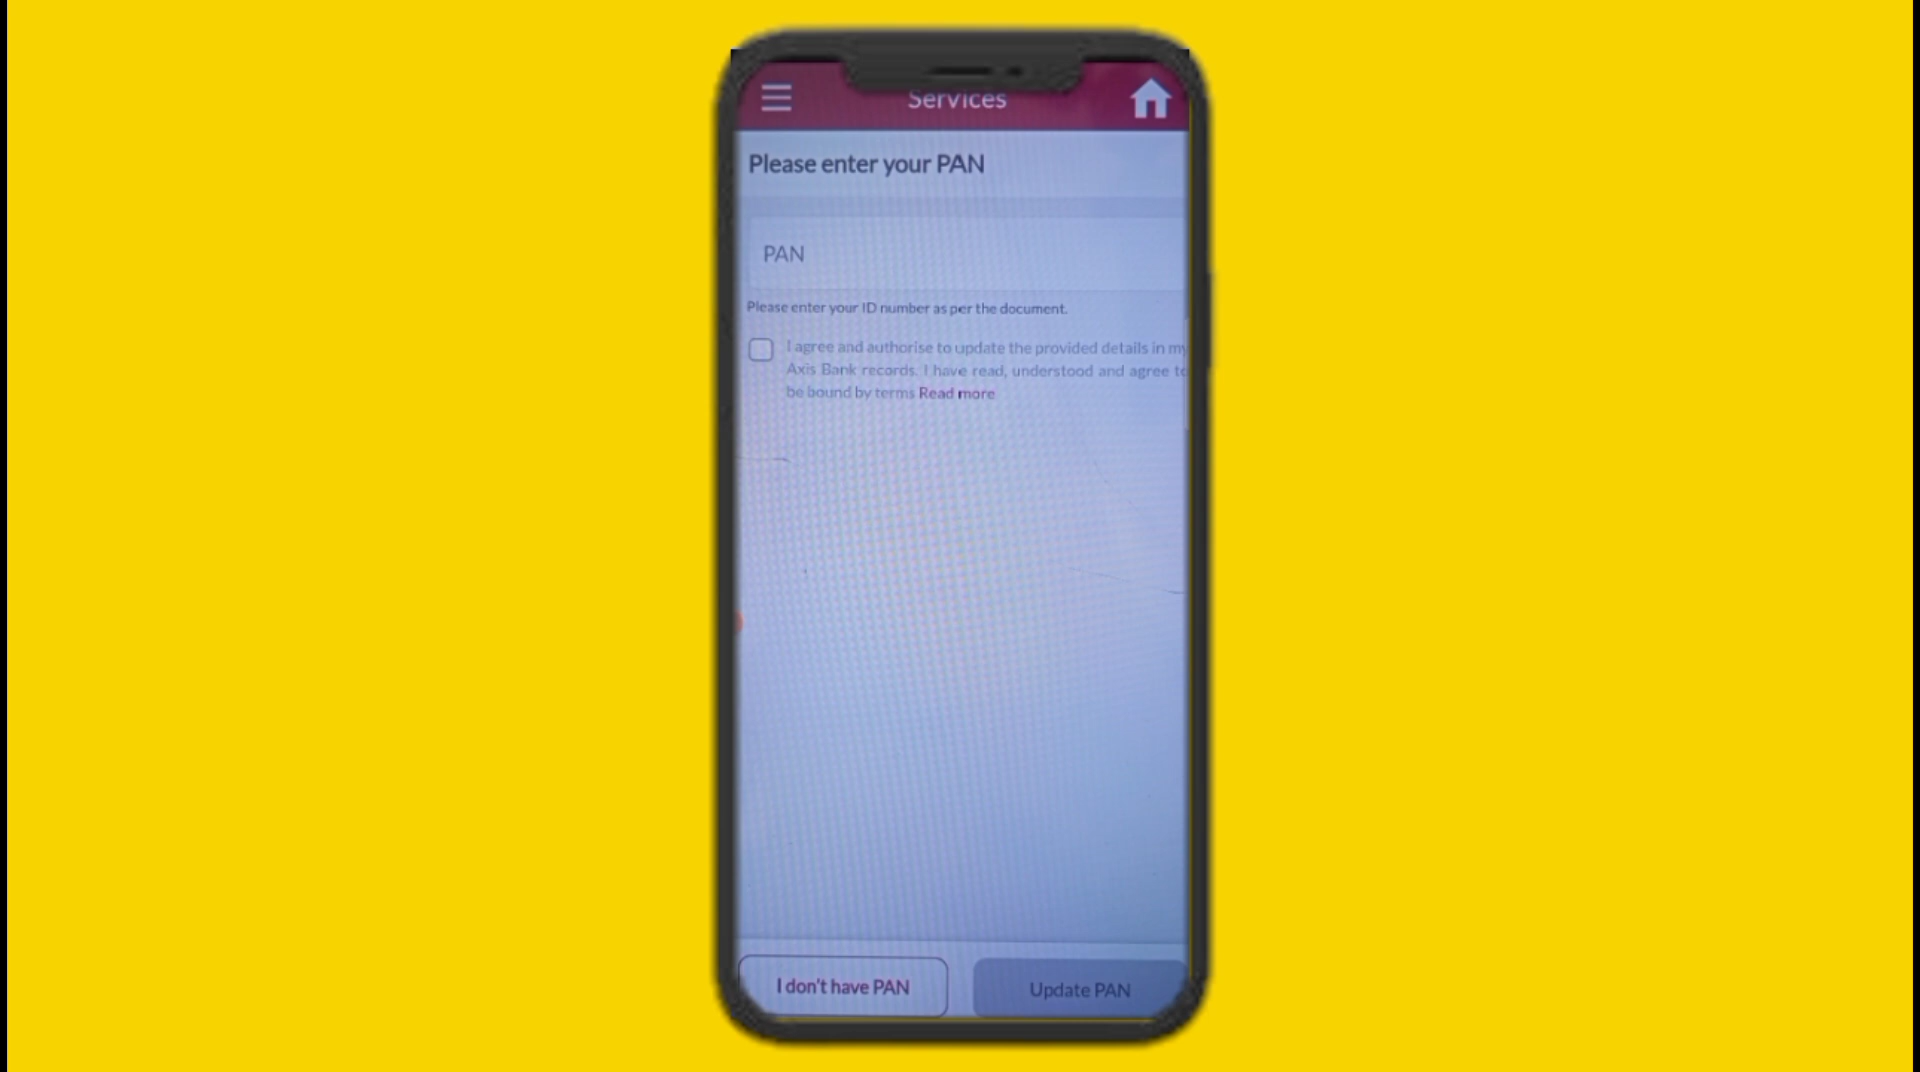 Services
Please enter your PAN
PAN
Please enter your ID number as per the document.
I agree and authorise to update the provided details in my
Axis Bank records. I have read, understood and agree to
be bound by terms Read more
I don't have PAN
Update PAN